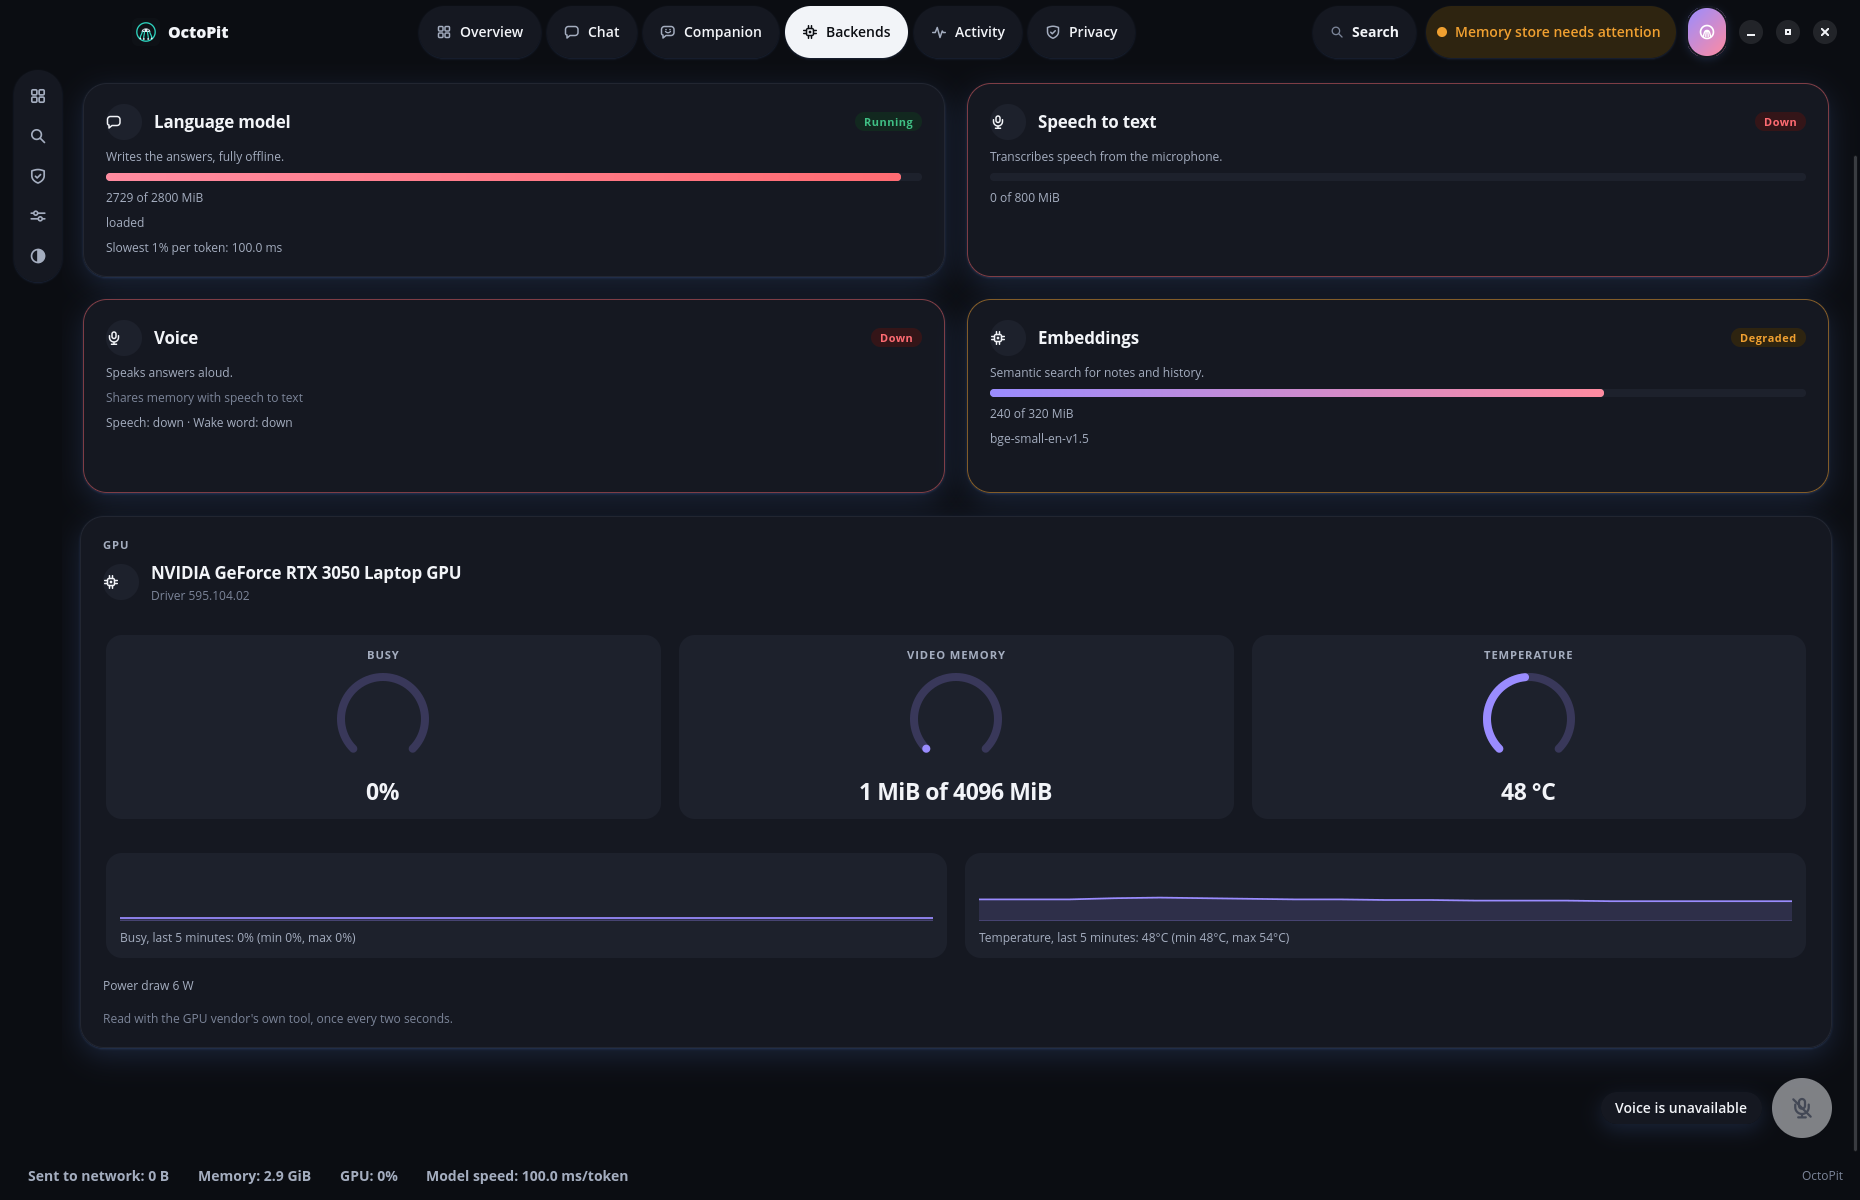 OctoPit
Overview
Chat
Companion
Backends
Activity
Privacy
Search
Memory store needs attention
Language model
Running
Writes the answers, fully offline.
2729 of 2800 MiB
loaded
Slowest 1% per token: 100.0 ms
Speech to text
Down
Transcribes speech from the microphone.
0 of 800 MiB
Voice
Down
Speaks answers aloud.
Shares memory with speech to text
Speech: down · Wake word: down
Embeddings
Degraded
Semantic search for notes and history.
240 of 320 MiB
bge-small-en-v1.5
GPU
NVIDIA GeForce RTX 3050 Laptop GPU
Driver 595.104.02
BUSY
0%
VIDEO MEMORY
1 MiB of 4096 MiB
TEMPERATURE
48 °C
Busy, last 5 minutes: 0% (min 0%, max 0%)
Temperature, last 5 minutes: 48°C (min 48°C, max 54°C)
Power draw 6 W
Read with the GPU vendor's own tool, once every two seconds.
Voice is unavailable
Sent to network: 0 B
Memory: 2.9 GiB
GPU: 0%
Model speed: 100.0 ms/token
OctoPit